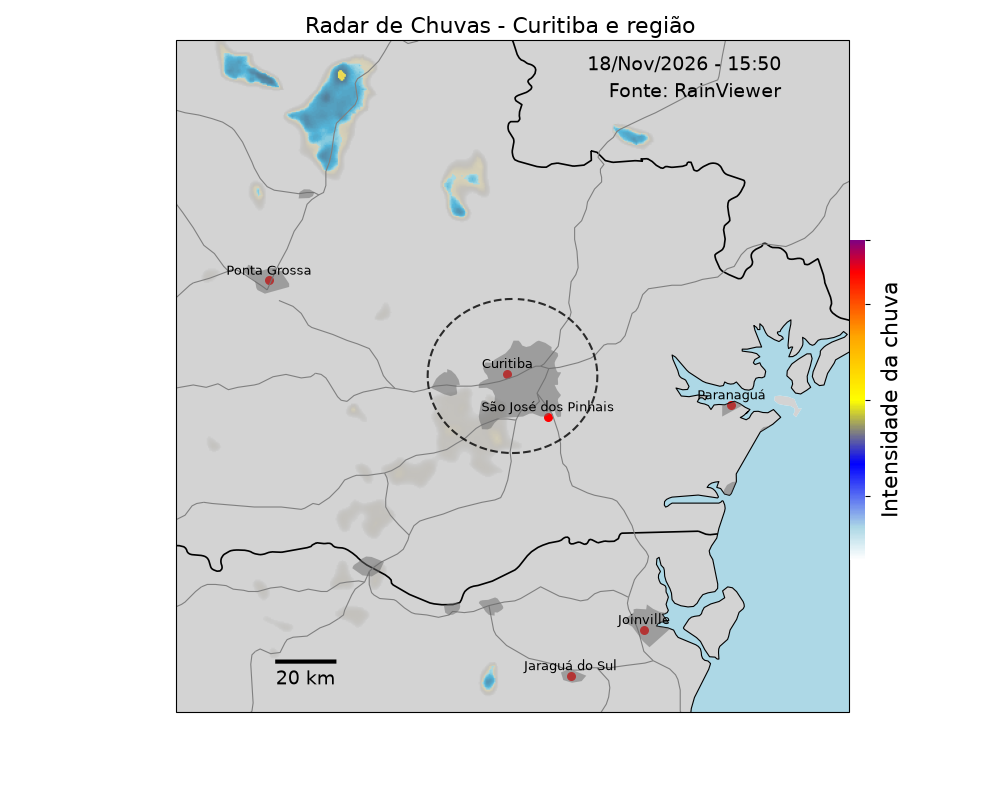 Radar de Chuvas - Curitiba e região
18/Nov/2026 - 15:50
Fonte: RainViewer
Ponta Grossa
Curitiba
São José dos Pinhais
Paranaguá
Intensidade da chuva
Joinville
Jaraguá do Sul
20 km